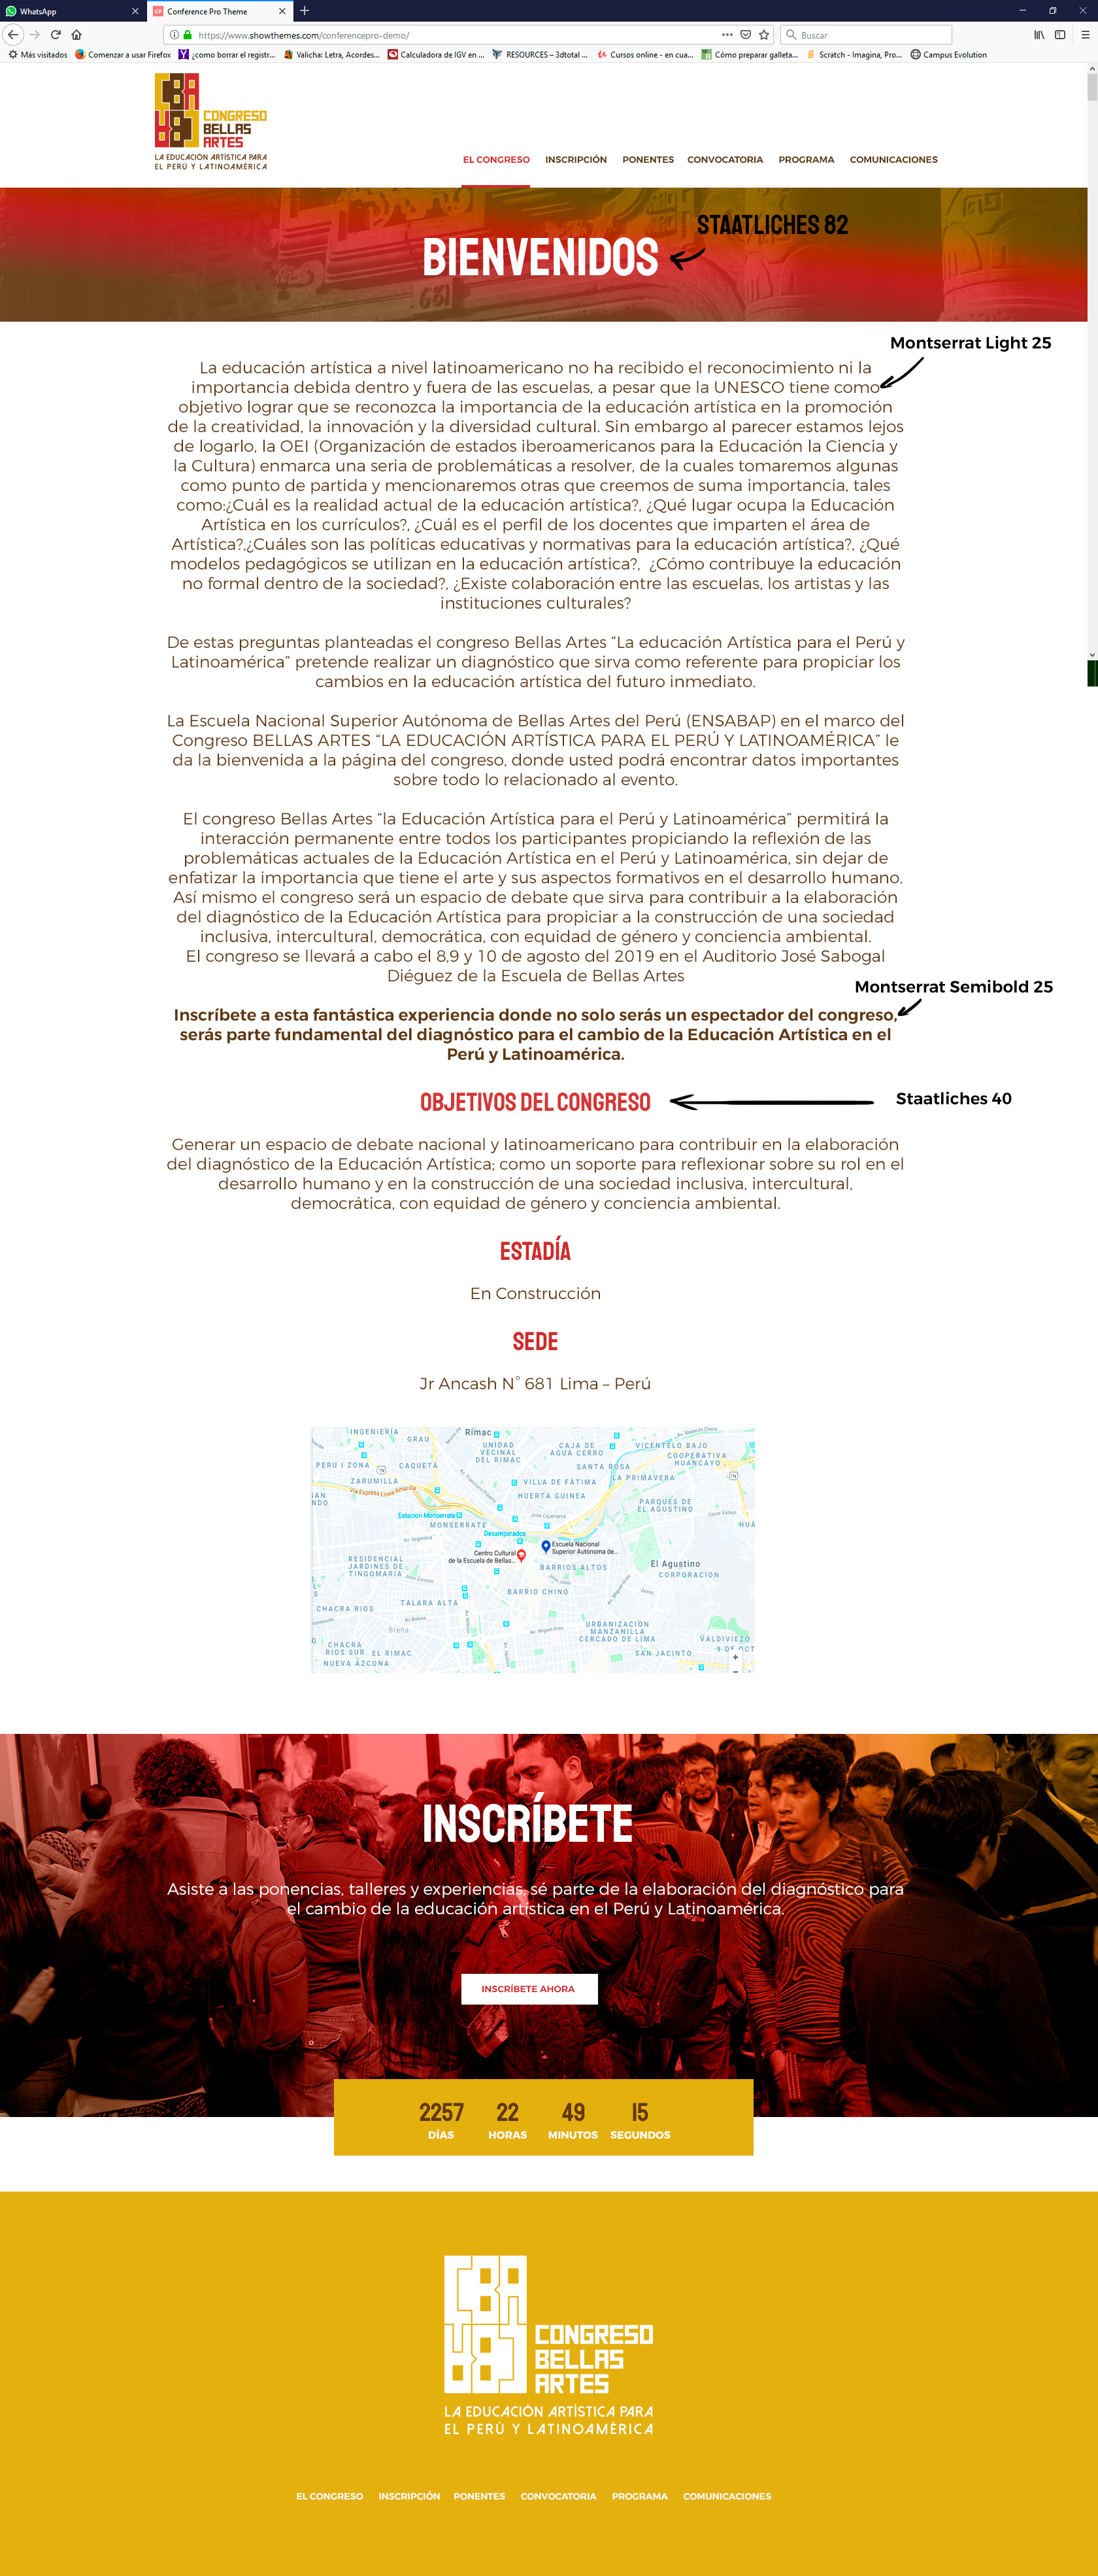 WhatsApp
Conference Pro Theme
https://www.showthemes.com/conferencepro-demo/
Buscar
Más visitados
Comenzar a usar Firefox
¿como borrar el registr...
Valicha: Letra, Acordes...
Calculadora de IGV en ...
RESOURCES – 3dtotal ...
Cursos online - en cua...
Cómo preparar galleta...
Scratch - Imagina, Pro...
Campus Evolution
CONGRESO
BELLAS
ARTES
LA EDUCACIÓN ARTÍSTICA PARA
EL PERÚ Y LATINOAMÉRICA
EL CONGRESO INSCRIPCIÓN PONENTES CONVOCATORIA PROGRAMA COMUNICACIONES
STAATLICHES 82
BIENVENIDOS
Montserrat Light 25
La educación artística a nivel latinoamericano no ha recibido el reconocimiento ni la
importancia debida dentro y fuera de las escuelas, a pesar que la UNESCO tiene como
objetivo lograr que se reconozca la importancia de la educación artística en la promoción
de la creatividad, la innovación y la diversidad cultural. Sin embargo al parecer estamos lejos
de logarlo, la OEI (Organización de estados iberoamericanos para la Educación la Ciencia y
la Cultura) enmarca una seria de problemáticas a resolver, de la cuales tomaremos algunas
como punto de partida y mencionaremos otras que creemos de suma importancia, tales
como:¿Cuál es la realidad actual de la educación artística?, ¿Qué lugar ocupa la Educación
Artística en los currículos?, ¿Cuál es el perfil de los docentes que imparten el área de
Artística?.¿Cuáles son las políticas educativas y normativas para la educación artística?, ¿Qué
modelos pedagógicos se utilizan en la educación artística?, ¿Cómo contribuye la educación
no formal dentro de la sociedad?, ¿Existe colaboración entre las escuelas, los artistas y las
instituciones culturales?
De estas preguntas planteadas el congreso Bellas Artes “La educación Artística para el Perú y
Latinoamérica” pretende realizar un diagnóstico que sirva como referente para propiciar los
cambios en la educación artística del futuro inmediato.
La Escuela Nacional Superior Autónoma de Bellas Artes del Perú (ENSABAP) en el marco del
Congreso BELLAS ARTES “LA EDUCACIÓN ARTÍSTICA PARA EL PERÚ Y LATINOAMÉRICA” le
da la bienvenida a la página del congreso, donde usted podrá encontrar datos importantes
sobre todo lo relacionado al evento.
El congreso Bellas Artes “la Educación Artística para el Perú y Latinoamérica” permitirá la
interacción permanente entre todos los participantes propiciando la reflexión de las
problemáticas actuales de la Educación Artística en el Perú y Latinoamérica, sin dejar de
enfatizar la importancia que tiene el arte y sus aspectos formativos en el desarrollo humano.
Así mismo el congreso será un espacio de debate que sirva para contribuir a la elaboración
del diagnóstico de la Educación Artística para propiciar a la construcción de una sociedad
inclusiva, intercultural, democrática, con equidad de género y conciencia ambiental.
El congreso se llevará a cabo el 8,9 y 10 de agosto del 2019 en el Auditorio José Sabogal
Diéguez de la Escuela de Bellas Artes
Montserrat Semibold 25
Inscríbete a esta fantástica experiencia donde no solo serás un espectador del congreso,
serás parte fundamental del diagnóstico para el cambio de la Educación Artística en el
Perú y Latinoamérica.
OBJETIVOS DEL CONGRESO
Staatliches 40
Generar un espacio de debate nacional y latinoamericano para contribuir en la elaboración
del diagnóstico de la Educación Artística; como un soporte para reflexionar sobre su rol en el
desarrollo humano y en la construcción de una sociedad inclusiva, intercultural,
democrática, con equidad de género y conciencia ambiental.
ESTADÍA
En Construcción
SEDE
Jr Ancash N° 681 Lima – Perú
INGENIERÍA
GRAU
Rímac
UNIDAD
VECINAL
DEL RIMAC
CAJA DE
AGUA CERRO
VICENTELO BAJO
COOPERATIVA
HUANCAYO
PERU I ZONA
CAQUETÁ
SANTA ROSA
LA PRIMAVERA
ZARUMILLA
VILLA DE FÁTIMA
Vía Expresa Línea Amarilla
HUERTA GUINEA
PARQUES DE
EL AGUSTINO
Estacion Monserrate
MONSERRATE
Desamparados
Escuela Nacional
Superior Autónoma de...
Centro Cultural
de la Escuela de Bellas...
RESIDENCIAL
JARDINES DE
TINGOMARIA
BARRIOS ALTOS
El Agustino
CORPORACION
BARRIO CHINO
TALARA ALTA
CHACRA RIOS
Breña
URBANIZACION
MANZANILLA
CERCADO DE LIMA
VALDIVIEZO
9 DE OCT
CHACRA
RIOS SUR
EL RIMAC
SAN JACINTO
NUEVA AZCONA
INSCRÍBETE
Asiste a las ponencias, talleres y experiencias, sé parte de la elaboración del diagnóstico para
el cambio de la educación artística en el Perú y Latinoamérica.
INSCRÍBETE AHORA
2257 22 49 15
DÍAS HORAS MINUTOS SEGUNDOS
CONGRESO
BELLAS
ARTES
LA EDUCACIÓN ARTÍSTICA PARA
EL PERÚ Y LATINOAMÉRICA
EL CONGRESO INSCRIPCIÓN PONENTES CONVOCATORIA PROGRAMA COMUNICACIONES